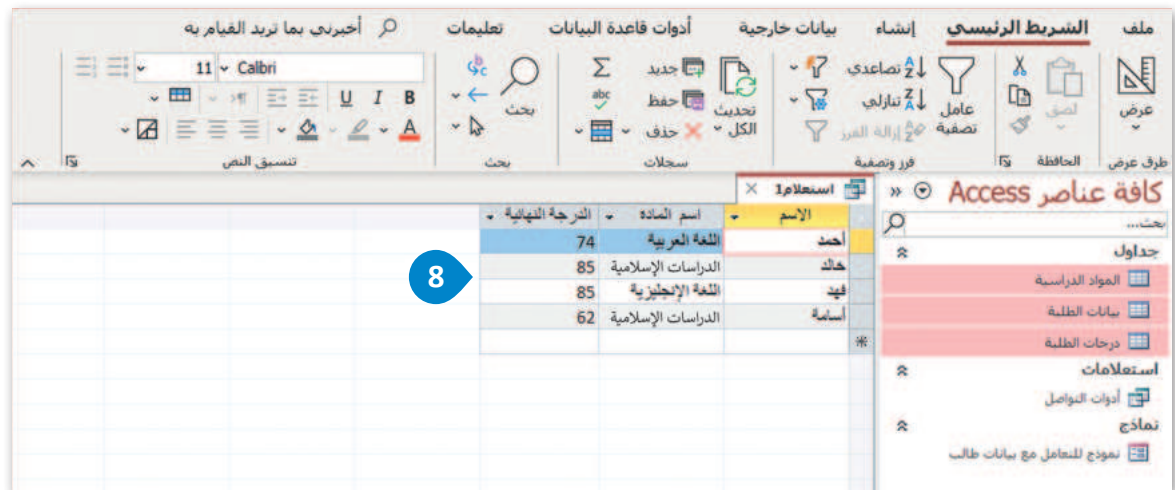 ملف الشريط الرئيسي إنشاء بيانات خارجية أدوات قاعدة البيانات تعليمات أخبرني بما تريد القيام به
عرض
طرق عرض
لصق
الحافظة
عامل تصفية
تصاعدي
تنازلي
إزالة الفرز
فرز وتصفية
تحديث الكل
جديد
حفظ
حذف
سجلات
بحث
بحث
Calibri 11
B I U
تنسيق النص
كافة عناصر Access
بحث...
جداول
المواد الدراسية
بيانات الطلبة
درجات الطلبة
استعلامات
أدوات التواصل
نماذج
نموذج للتعامل مع بيانات طالب
استعلام1
الاسم اسم المادة الدرجة النهائية
أحمد اللغة العربية 74
خالد الدراسات الإسلامية 85
فهد اللغة الإنجليزية 85
أسامة الدراسات الإسلامية 62
8